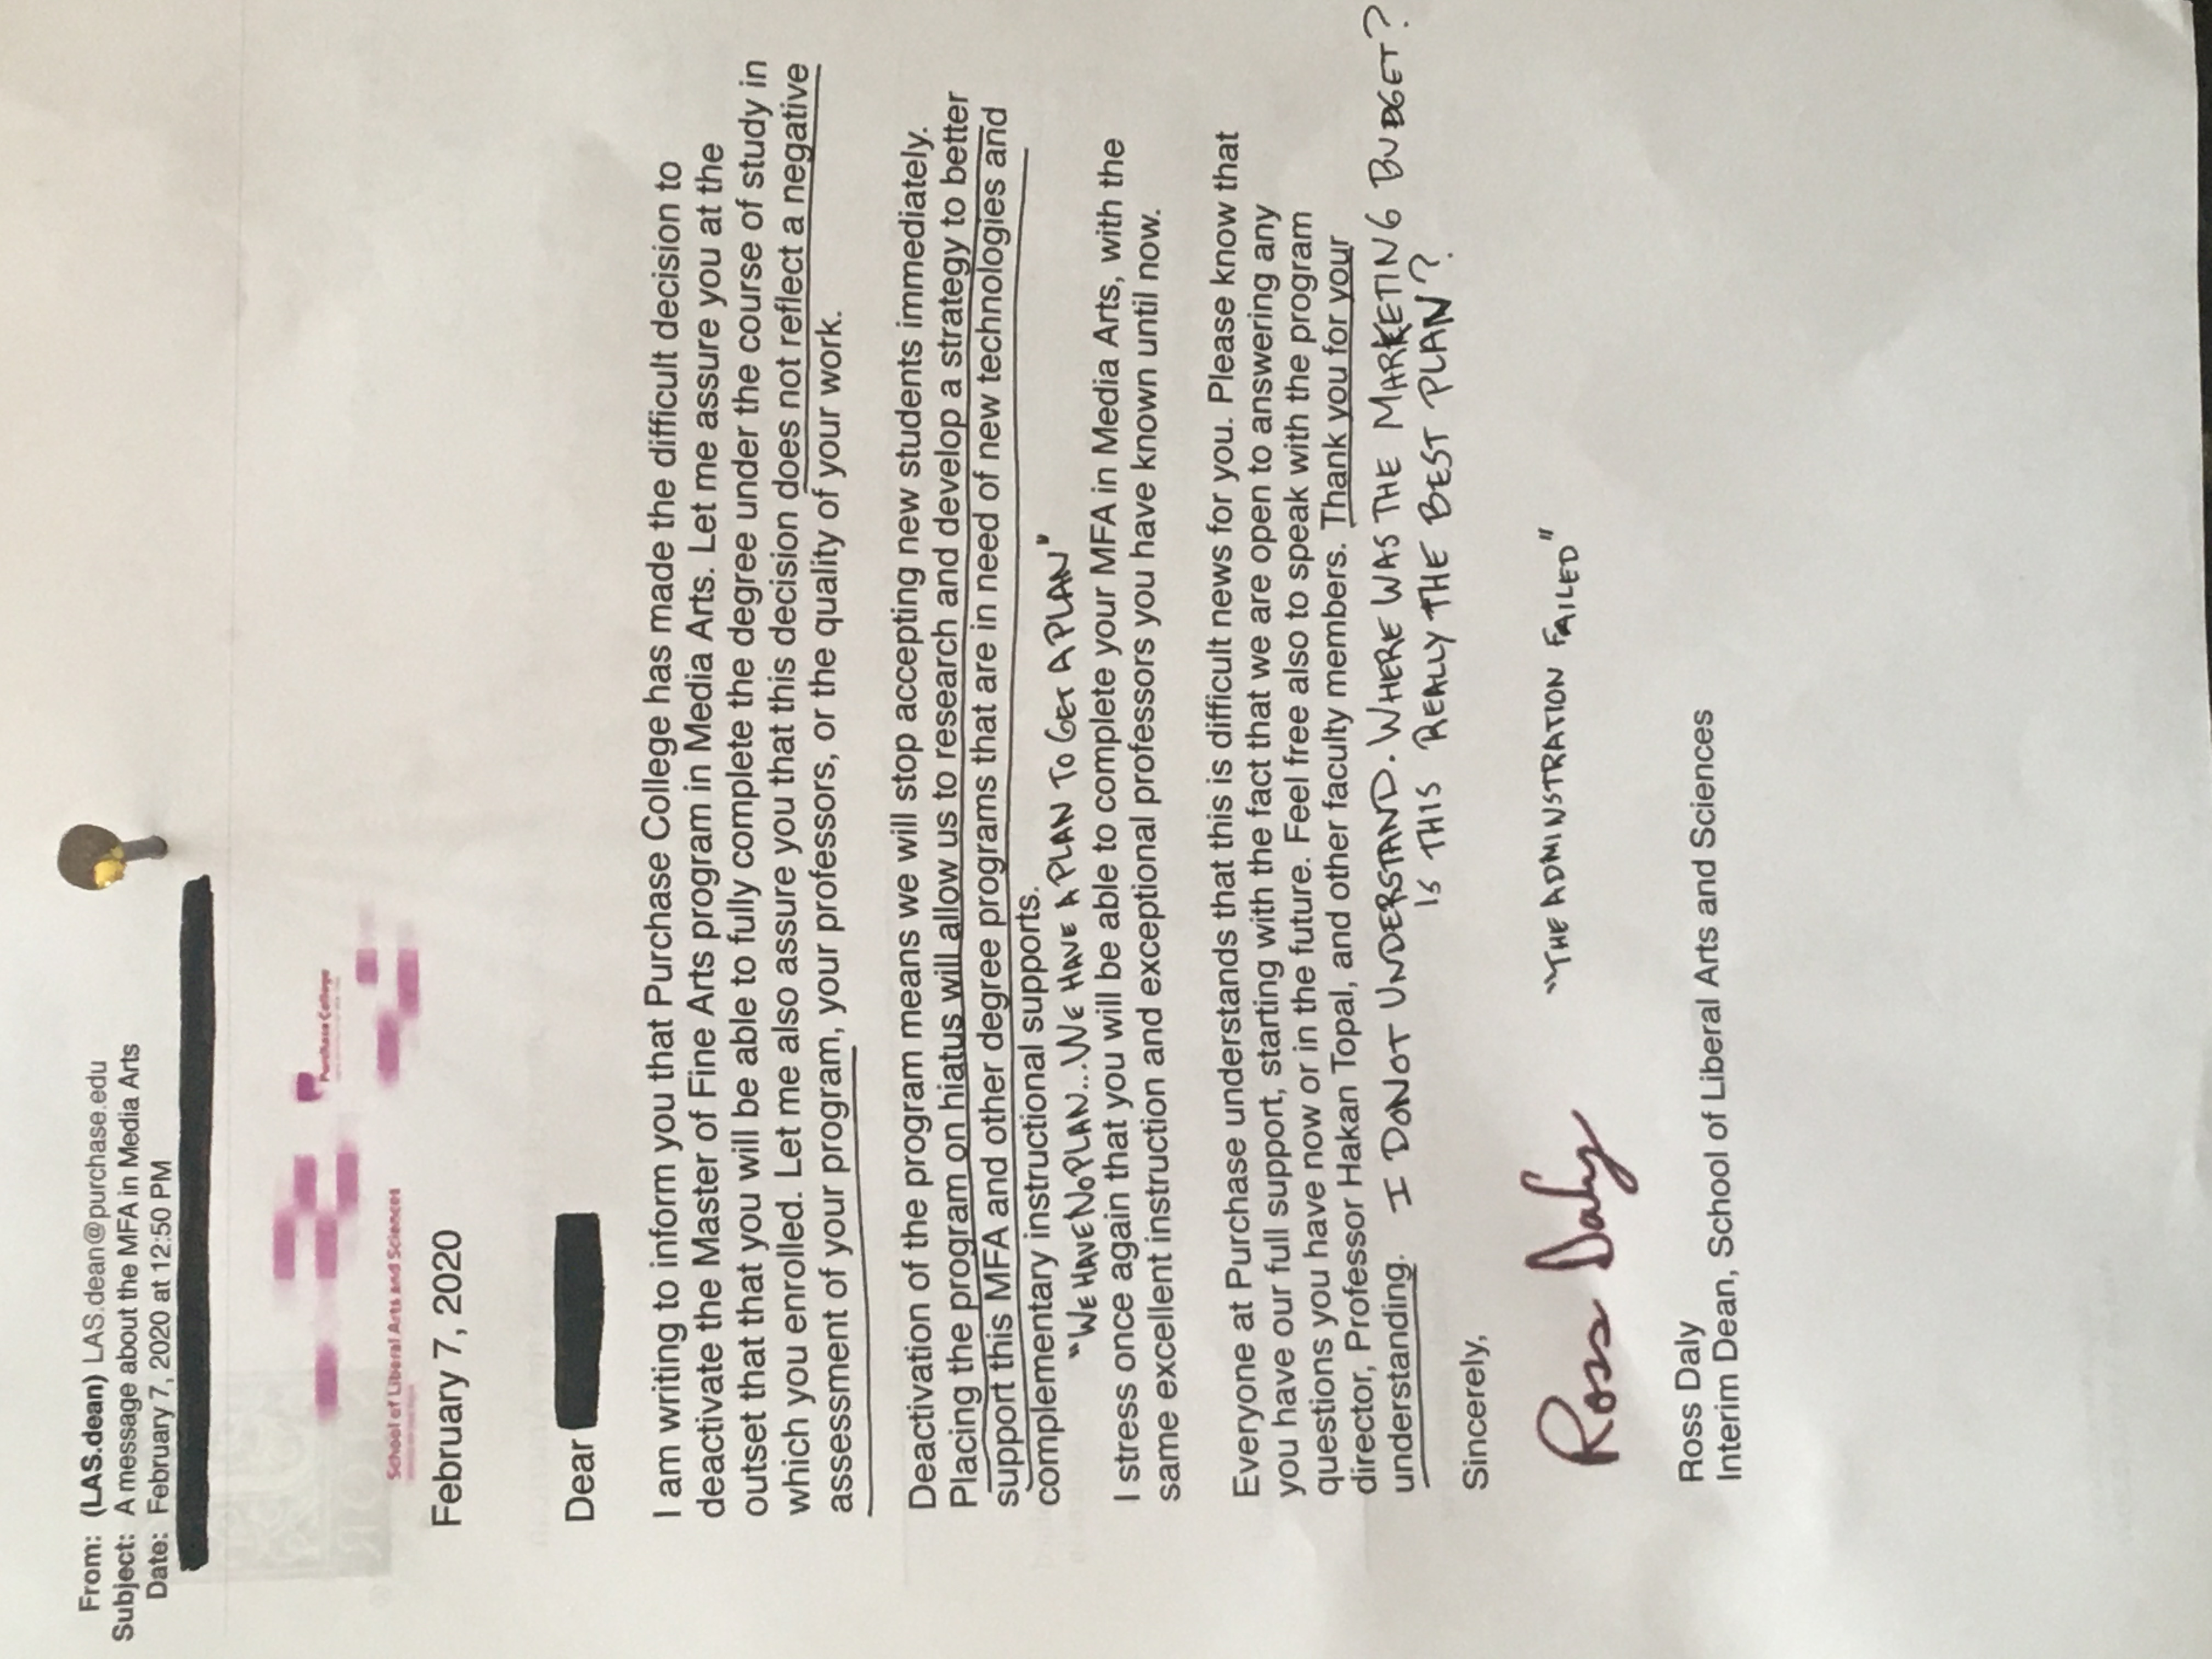 From: (LAS.dean) LAS.dean@purchase.edu
Subject: A message about the MFA in Media Arts
Date: February 7, 2020 at 12:50 PM
Purchase College
School of Liberal Arts and Sciences
February 7, 2020
Dear
I am writing to inform you that Purchase College has made the difficult decision to
deactivate the Master of Fine Arts program in Media Arts. Let me assure you at the
outset that that you will be able to fully complete the degree under the course of study in
which you enrolled. Let me also assure you that this decision does not reflect a negative
assessment of your program, your professors, or the quality of your work.
Deactivation of the program means we will stop accepting new students immediately.
Placing the program on hiatus will allow us to research and develop a strategy to better
support this MFA and other degree programs that are in need of new technologies and
complementary instructional supports.
"WE HAVE NO PLAN...WE HAVE A PLAN TO GET A PLAN"
I stress once again that you will be able to complete your MFA in Media Arts, with the
same excellent instruction and exceptional professors you have known until now.
Everyone at Purchase understands that this is difficult news for you. Please know that
you have our full support, starting with the fact that we are open to answering any
questions you have now or in the future. Feel free also to speak with the program
director, Professor Hakan Topal, and other faculty members. Thank you for your
understanding. I DO NOT UNDERSTAND. WHERE WAS THE MARKETING BUDGET?
IS THIS REALLY THE BEST PLAN?
Sincerely,
Ross Daly
"THE ADMINSTRATION FAILED"
Ross Daly
Interim Dean, School of Liberal Arts and Sciences